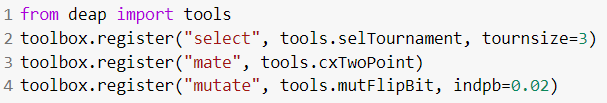 1 from deap import tools
2 toolbox.register("select", tools.selTournament, tournsize=3)
3 toolbox.register("mate", tools.cxTwoPoint)
4 toolbox.register("mutate", tools.mutFlipBit, indpb=0.02)